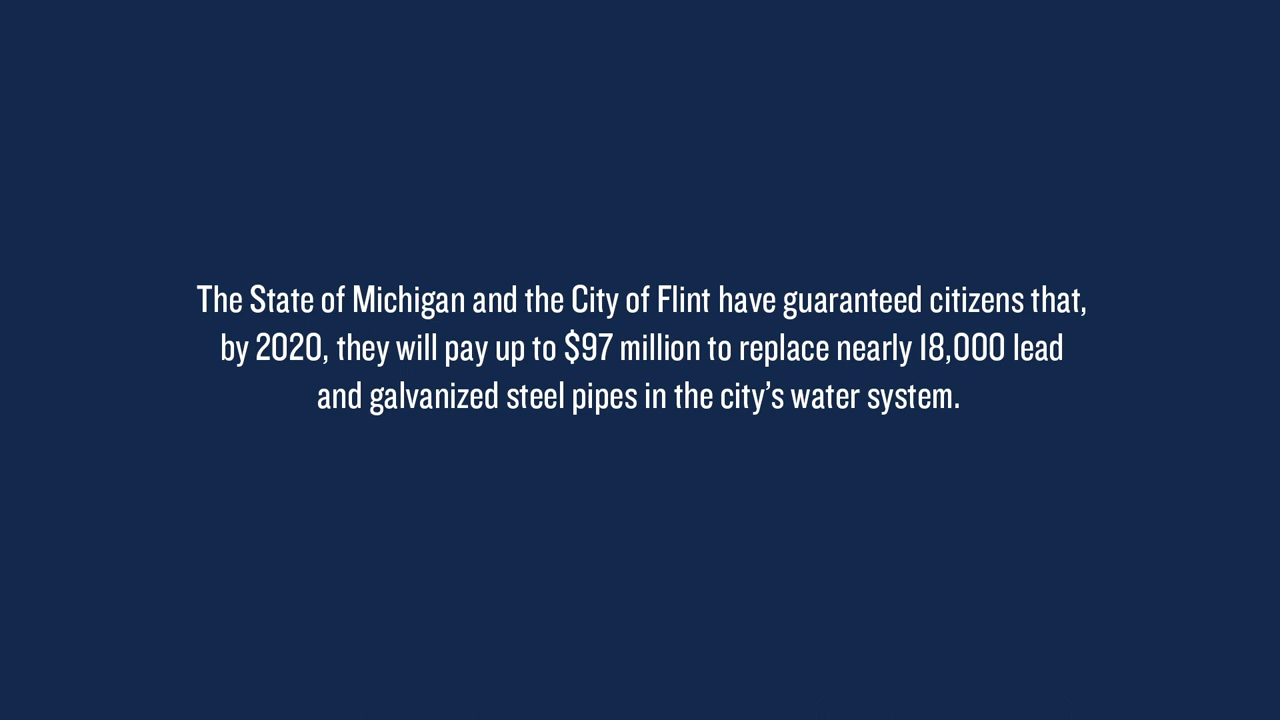 The State of Michigan and the City of Flint have guaranteed citizens that,
by 2020, they will pay up to $97 million to replace nearly 18,000 lead
and galvanized steel pipes in the city’s water system.